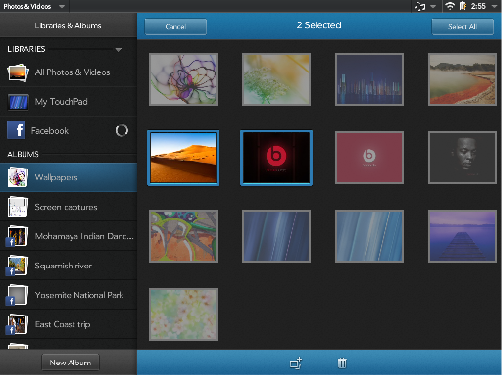 Photos & Videos
2:55
Libraries & Albums
Cancel
2 Selected
Select All
LIBRARIES
All Photos & Videos
My TouchPad
Facebook
ALBUMS
Wallpapers
Screen captures
Mohamaya Indian Danc...
Squamish river
Yosemite National Park
East Coast trip
New Album